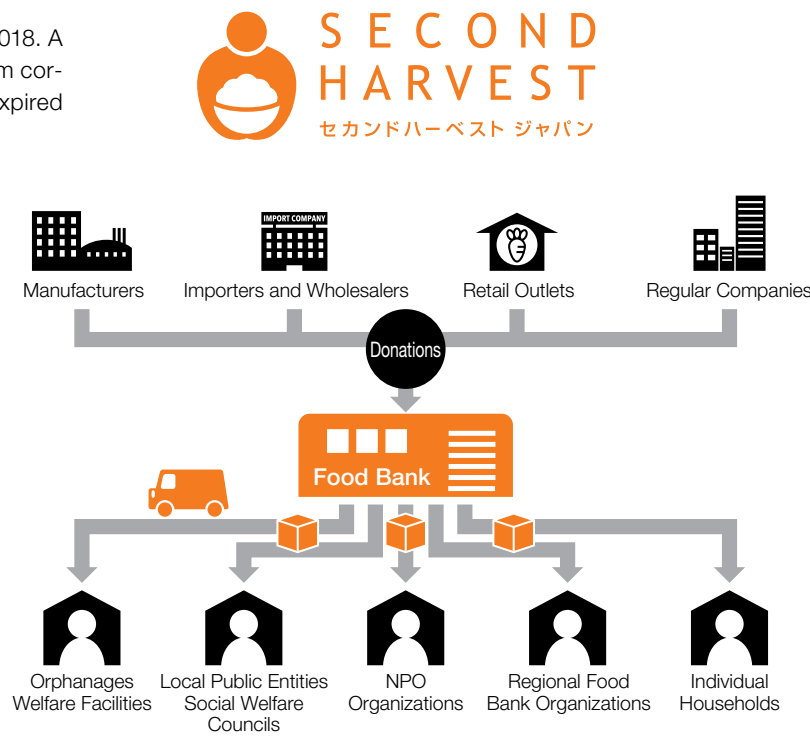 018. A
m cor-
xpired
SECOND
HARVEST
セカンドハーベスト ジャパン
IMPORT COMPANY
Manufacturers
Importers and Wholesalers
Retail Outlets
Regular Companies
Donations
Food Bank
Orphanages
Welfare Facilities
Local Public Entities
Social Welfare
Councils
NPO
Organizations
Regional Food
Bank Organizations
Individual
Households